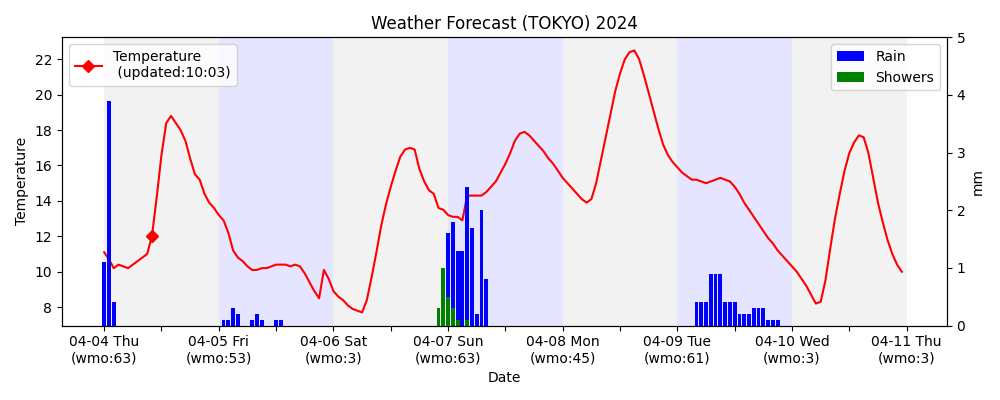 Weather Forecast (TOKYO) 2024
Temperature
(updated:10:03)
Rain
Showers
Temperature
22
20
18
16
14
12
10
8
5
4
3
2
1
0
mm
04-04 Thu
(wmo:63)
04-05 Fri
(wmo:53)
04-06 Sat
(wmo:3)
04-07 Sun
(wmo:63)
04-08 Mon
(wmo:45)
04-09 Tue
(wmo:61)
04-10 Wed
(wmo:3)
04-11 Thu
(wmo:3)
Date